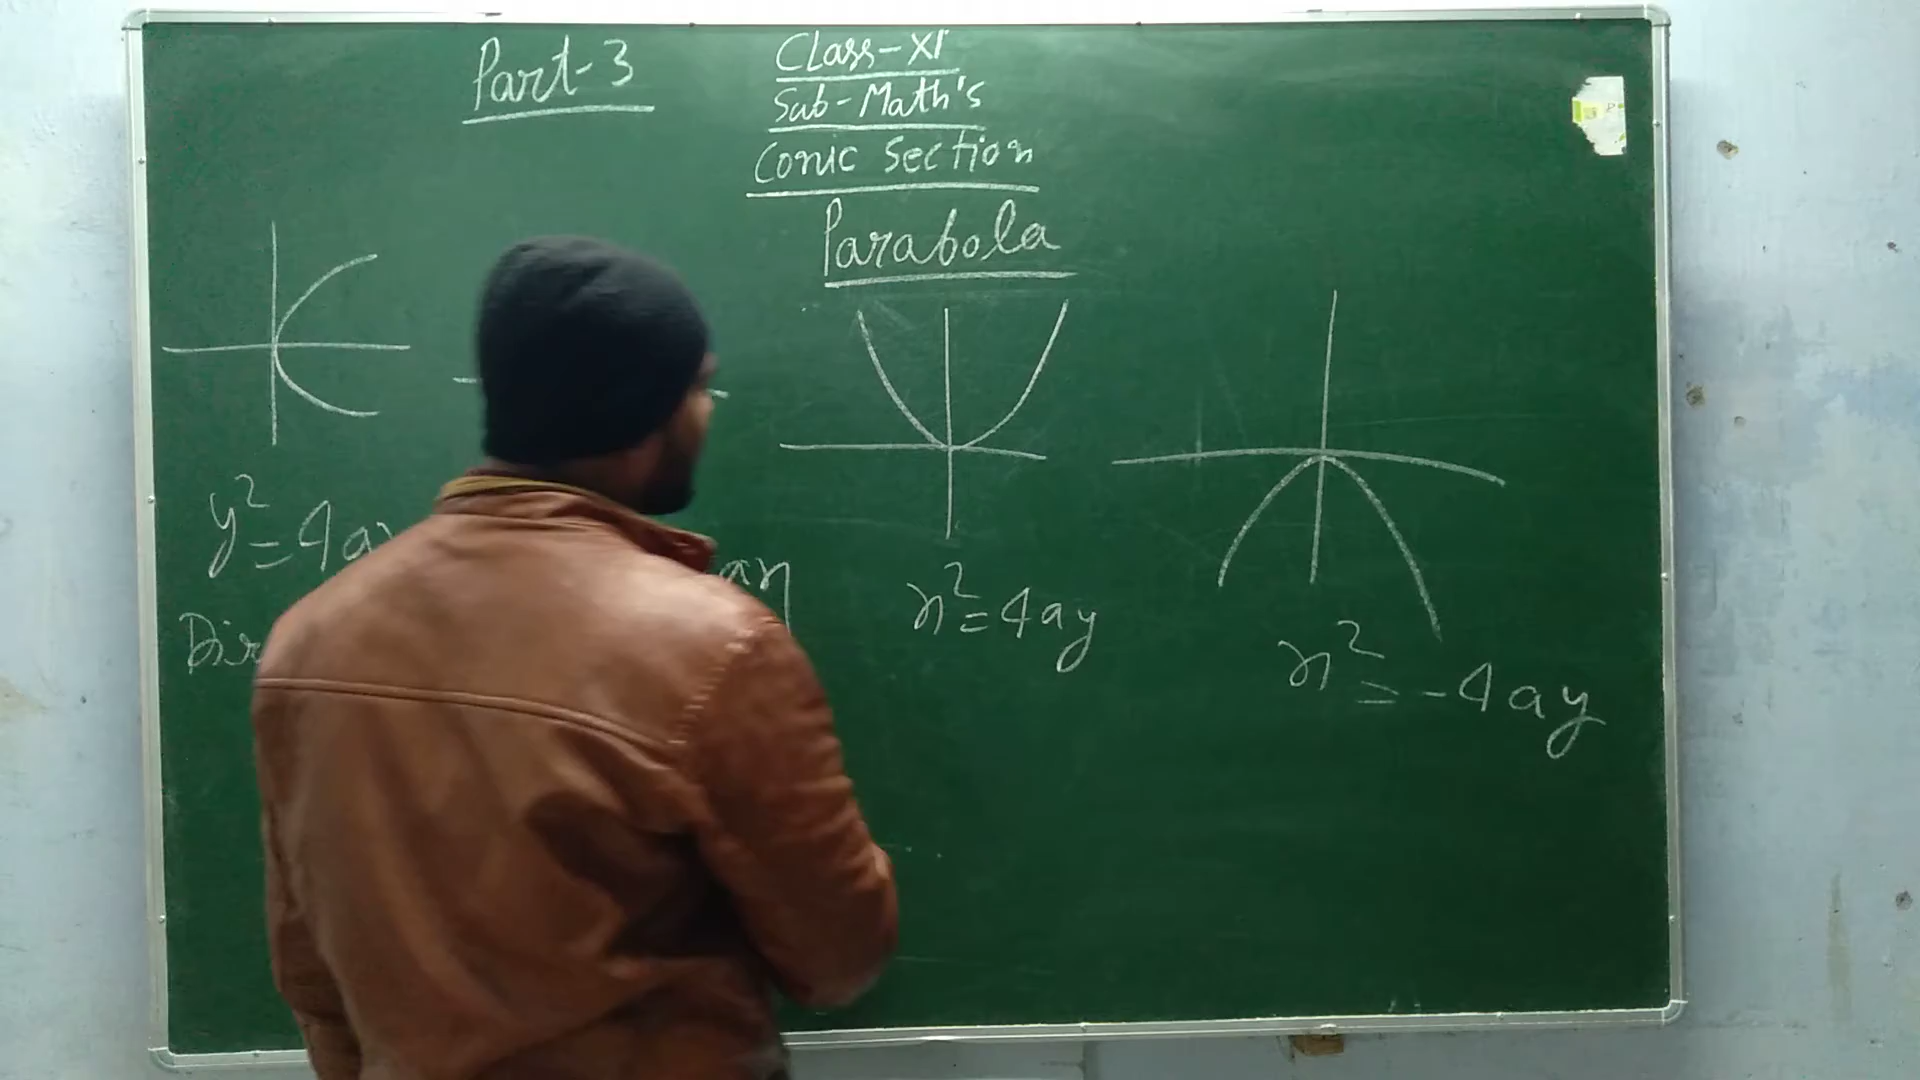 Part-3
Class-XI
Sub-Math's
Conic Section
Parabola
y²=4a
x²=4ay
x²=-4ay